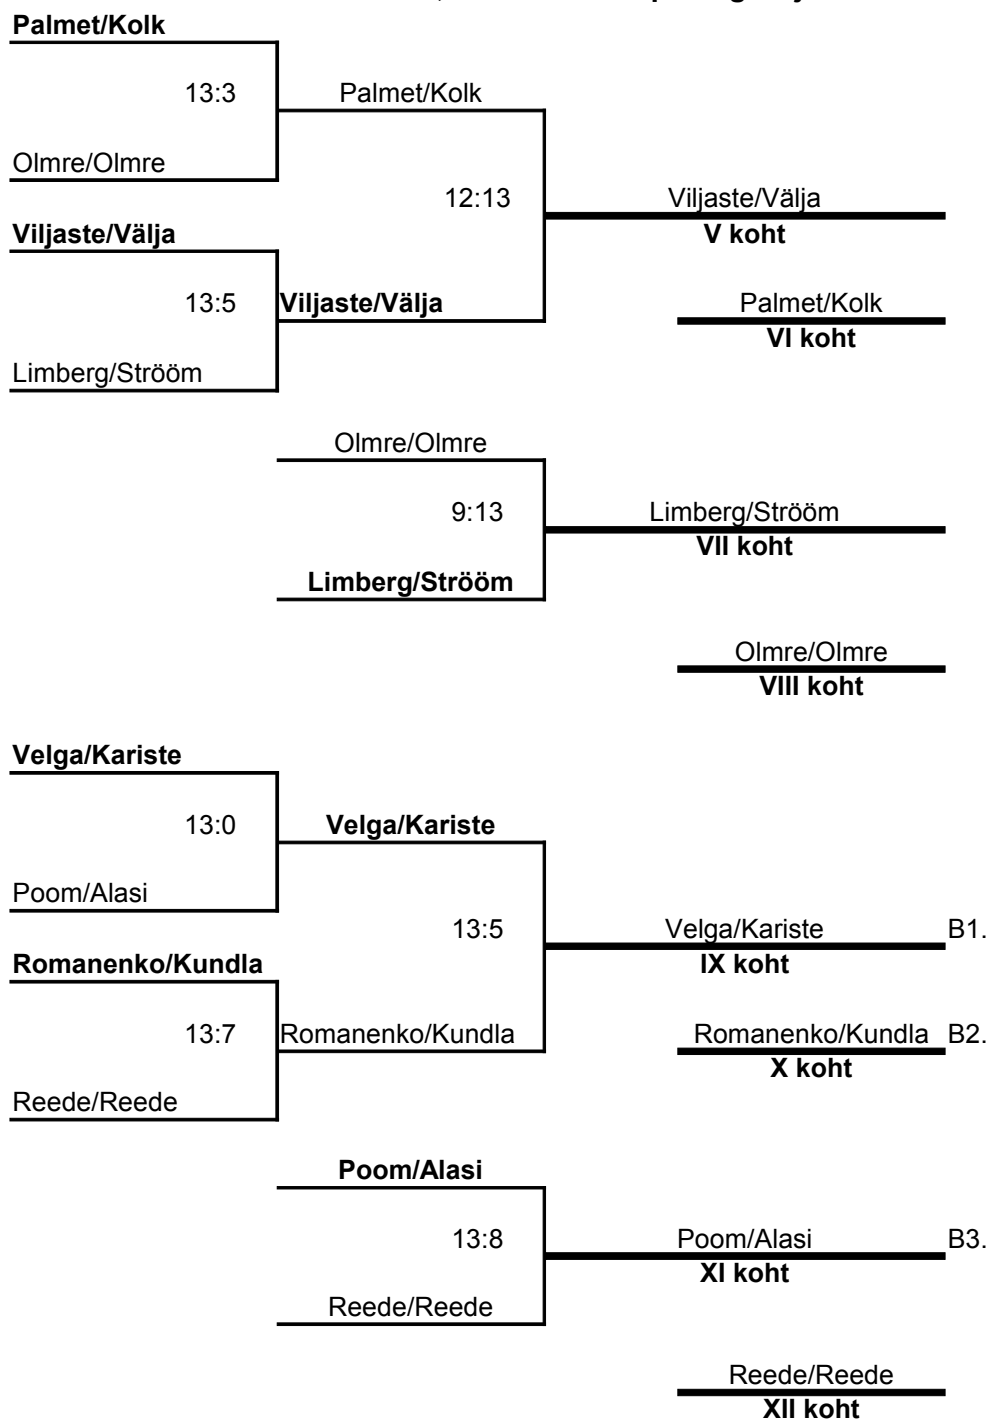 Palmet/Kolk
13:3 Palmet/Kolk
Olmre/Olmre
12:13 Viljaste/Välja
Viljaste/Välja V koht
13:5 Viljaste/Välja Palmet/Kolk
VI koht
Limberg/Strööm
Olmre/Olmre
9:13 Limberg/Strööm
VII koht
Limberg/Strööm
Olmre/Olmre
VIII koht
Velga/Kariste
13:0 Velga/Kariste
Poom/Alasi
13:5 Velga/Kariste B1.
Romanenko/Kundla IX koht
13:7 Romanenko/Kundla Romanenko/Kundla B2.
X koht
Reede/Reede
Poom/Alasi
13:8 Poom/Alasi B3.
XI koht
Reede/Reede
Reede/Reede
XII koht